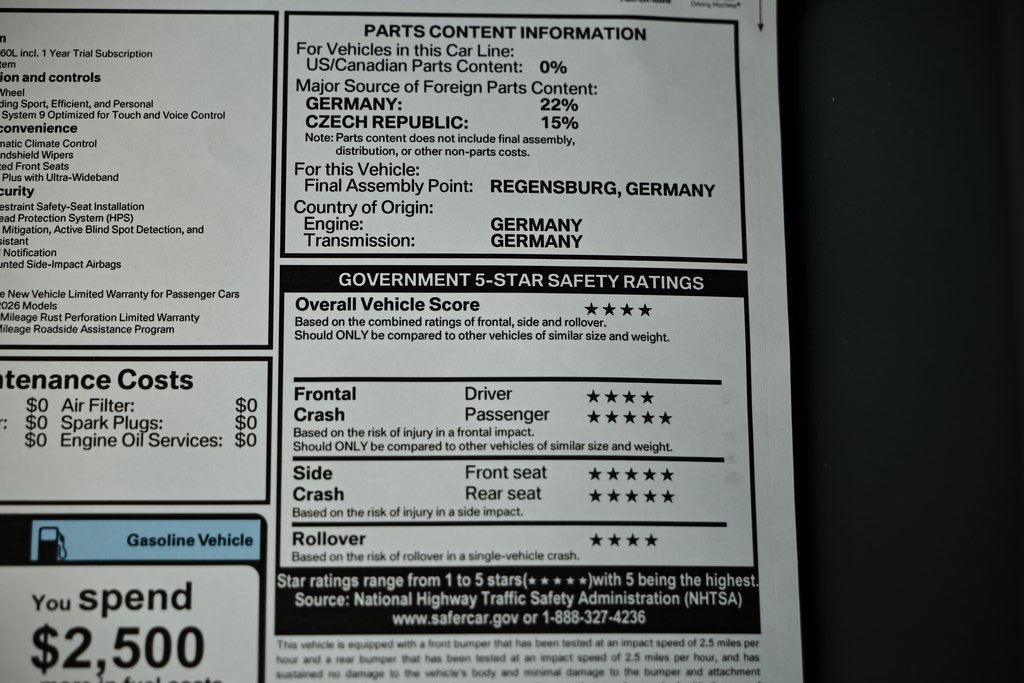 Driving Machine®
60L incl. 1 Year Trial Subscription
tem
ion and controls
Wheel
ding Sport, Efficient, and Personal
System 9 Optimized for Touch and Voice Control
convenience
matic Climate Control
ndshield Wipers
ted Front Seats
Plus with Ultra-Wideband
curity
estraint Safety-Seat Installation
ead Protection System (HPS)
Mitigation, Active Blind Spot Detection, and
sistant
Notification
unted Side-Impact Airbags
e New Vehicle Limited Warranty for Passenger Cars
2026 Models
Mileage Rust Perforation Limited Warranty
Mileage Roadside Assistance Program
ntenance Costs
$0 Air Filter: $0
r: $0 Spark Plugs: $0
$0 Engine Oil Services: $0
Gasoline Vehicle
You spend
$2,500
more in fuel costs
PARTS CONTENT INFORMATION
For Vehicles in this Car Line:
US/Canadian Parts Content: 0%
Major Source of Foreign Parts Content:
GERMANY: 22%
CZECH REPUBLIC: 15%
Note: Parts content does not include final assembly,
distribution, or other non-parts costs.
For this Vehicle:
Final Assembly Point: REGENSBURG, GERMANY
Country of Origin:
Engine: GERMANY
Transmission: GERMANY
GOVERNMENT 5-STAR SAFETY RATINGS
Overall Vehicle Score ★★★★
Based on the combined ratings of frontal, side and rollover.
Should ONLY be compared to other vehicles of similar size and weight.
Frontal Driver ★★★★
Crash Passenger ★★★★★
Based on the risk of injury in a frontal impact.
Should ONLY be compared to other vehicles of similar size and weight.
Side Front seat ★★★★★
Crash Rear seat ★★★★★
Based on the risk of injury in a side impact.
Rollover ★★★★
Based on the risk of rollover in a single-vehicle crash.
Star ratings range from 1 to 5 stars(★★★★★)with 5 being the highest.
Source: National Highway Traffic Safety Administration (NHTSA)
www.safercar.gov or 1-888-327-4236
This vehicle is equipped with a front bumper that has been tested at an impact speed of 2.5 miles per
hour and a rear bumper that has been tested at an impact speed of 2.5 miles per hour, and has
sustained no damage to the vehicle's body and minimal damage to the bumper and attachment